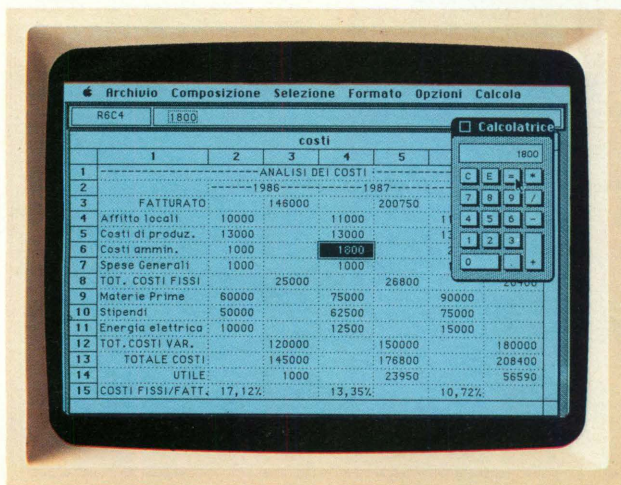 Archivio Composizione Selezione Formato Opzioni Calcola
R6C4 1800
Calcolatrice
1800
C E = *
7 8 9 /
4 5 6 -
1 2 3
0 . +
costi
1 2 3 4 5
1 ANALISI DEI COSTI
2 1986 1987
3 FATTURATO 146000 200750
4 Affitto locali 10000 11000
5 Costi di produz. 13000 13000
6 Costi ammin. 1000 1800
7 Spese Generali 1000 1000
8 TOT. COSTI FISSI 25000 26800
9 Materie Prime 60000 75000 90000
10 Stipendi 50000 62500 75000
11 Energia elettrica 10000 12500 15000
12 TOT.COSTI VAR. 120000 150000 180000
13 TOTALE COSTI 145000 176800 208400
14 UTILE 1000 23950 56590
15 COSTI FISSI/FATT. 17,12% 13,35% 10,72%